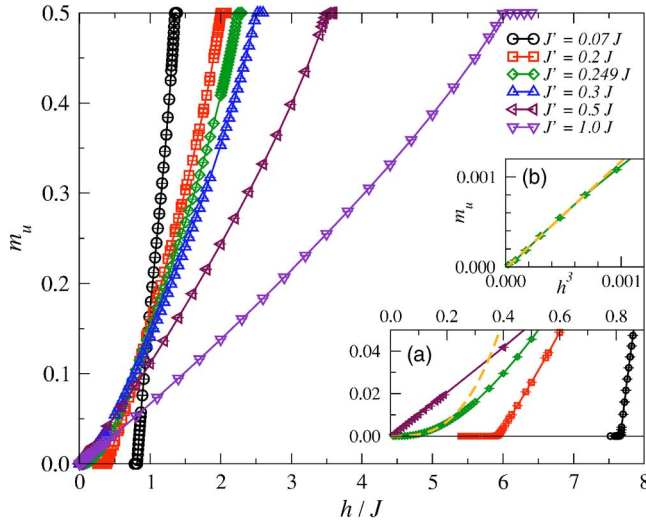 0.5
0.4
0.3
0.2
0.1
0.0
m_u
0 1 2 3 4 5 6 7 8
h / J
J' = 0.07 J
J' = 0.2 J
J' = 0.249 J
J' = 0.3 J
J' = 0.5 J
J' = 1.0 J
(b)
m_u
0.001
0.000
0.000 0.001
h³
0.0 0.2 0.4 0.6 0.8
(a)
0.04
0.02
0.00